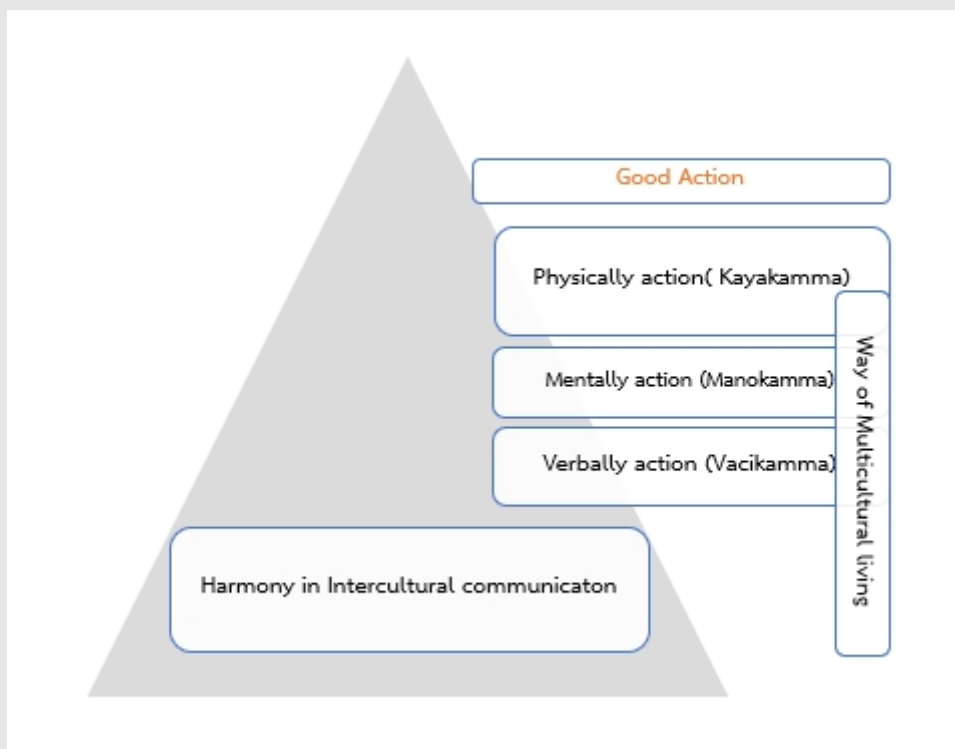 Good Action
Physically action( Kayakamma)
Mentally action (Manokamma)
Verbally action (Vacikamma)
Way of Multicultural living
Harmony in Intercultural communicaton